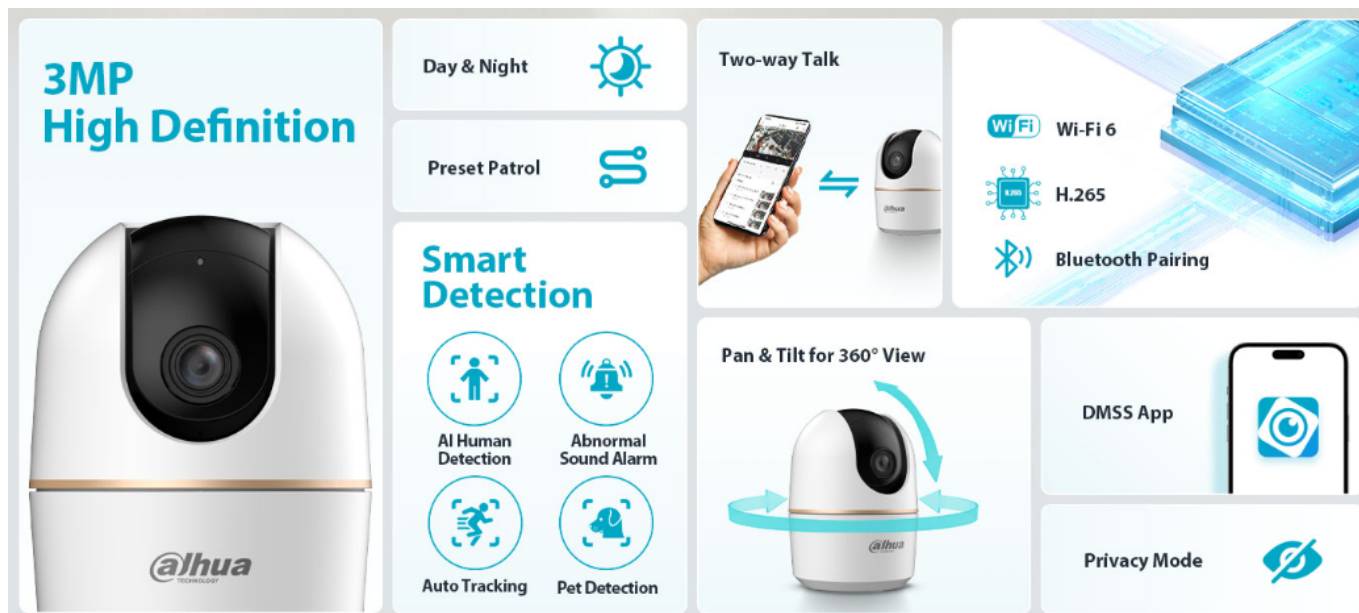 3MP
High Definition
alhua
TECHNOLOGY
Day & Night
Preset Patrol
Smart
Detection
AI Human
Detection
Abnormal
Sound Alarm
Auto Tracking
Pet Detection
Two-way Talk
alhua
WiFi
Wi-Fi 6
H.265
H.265
Bluetooth Pairing
Pan & Tilt for 360° View
alhua
DMSS App
Privacy Mode